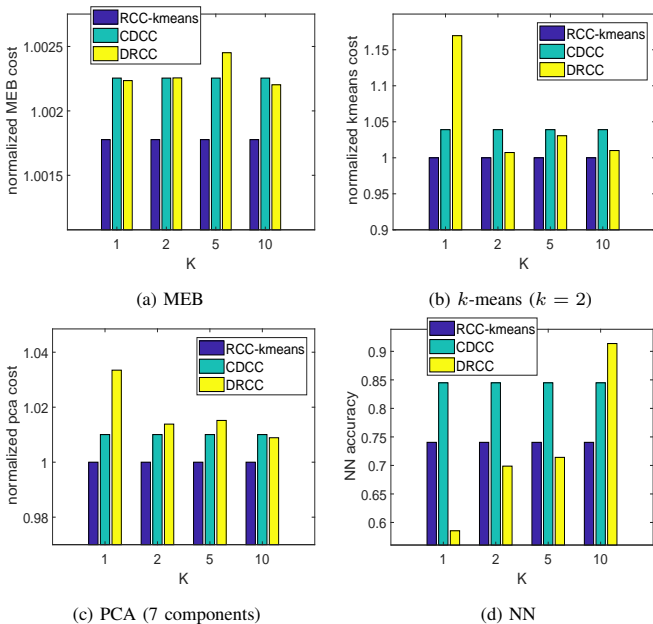 RCC-kmeans
CDCC
DRCC
normalized MEB cost
1.0025
1.002
1.0015
1 2 5 10
K
(a) MEB
RCC-kmeans
CDCC
DRCC
normalized kmeans cost
1.15
1.1
1.05
1
0.95
0.9
1 2 5 10
K
(b) k-means (k = 2)
RCC-kmeans
CDCC
DRCC
normalized pca cost
1.04
1.02
1
0.98
1 2 5 10
K
(c) PCA (7 components)
RCC-kmeans
CDCC
DRCC
NN accuracy
0.9
0.85
0.8
0.75
0.7
0.65
0.6
1 2 5 10
K
(d) NN